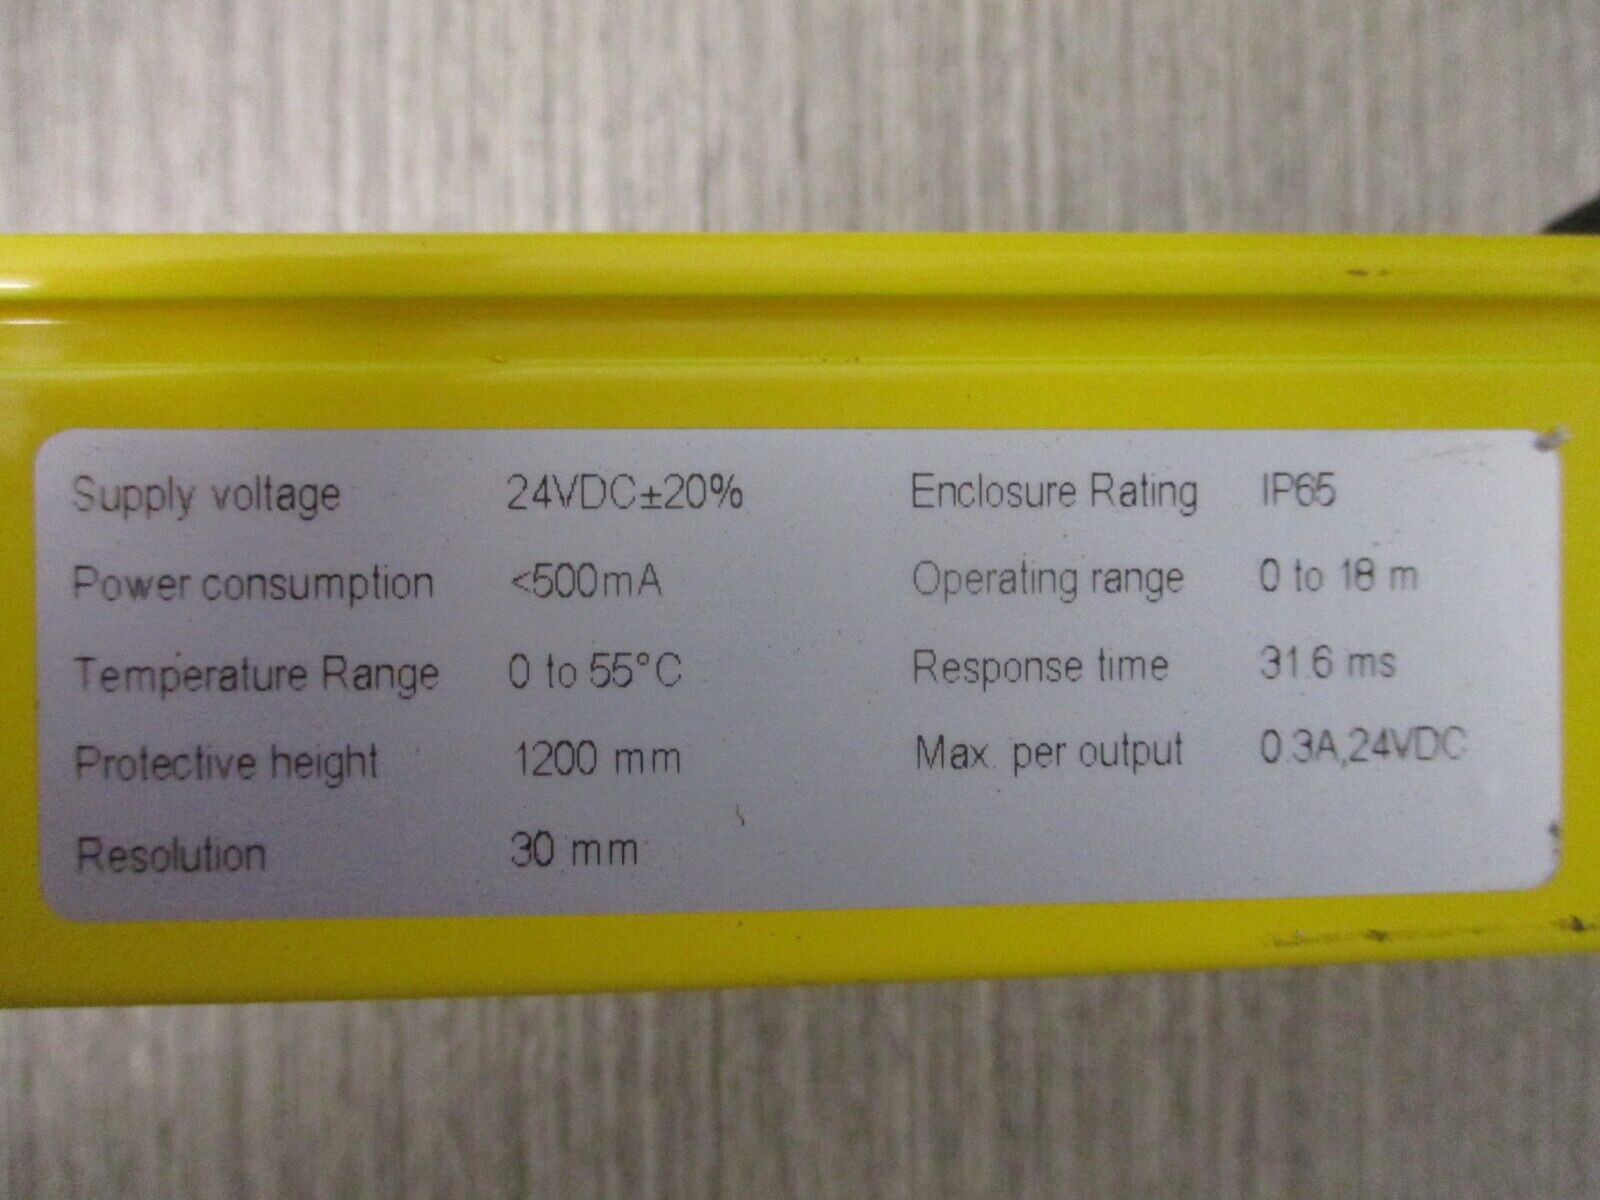 Supply voltage 24VDC±20% Enclosure Rating IP65
Power consumption <500mA Operating range 0 to 18 m
Temperature Range 0 to 55°C Response time 31.6 ms
Protective height 1200 mm Max. per output 0.3A,24VDC
Resolution 30 mm